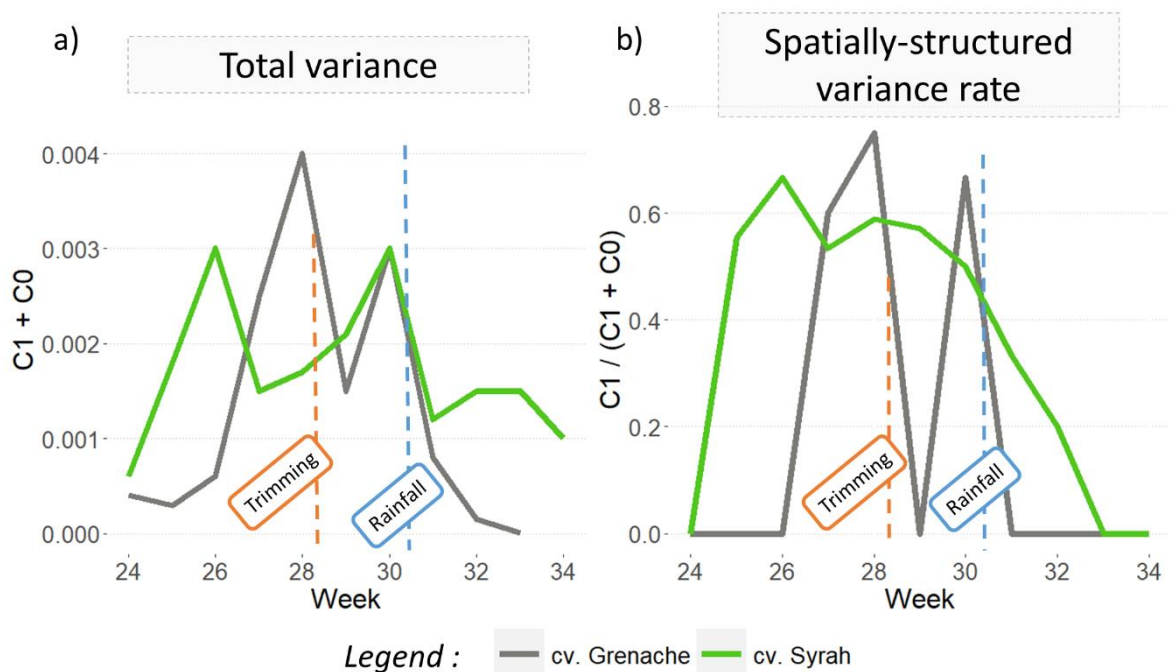 a)
Total variance
C1 + C0
0.004
0.003
0.002
0.001
0.000
Trimming
Rainfall
24
26
28
30
32
34
Week
b)
Spatially-structured
variance rate
C1 / (C1 + C0)
0.8
0.6
0.4
0.2
0.0
Trimming
Rainfall
24
26
28
30
32
34
Week
Legend :
cv. Grenache
cv. Syrah